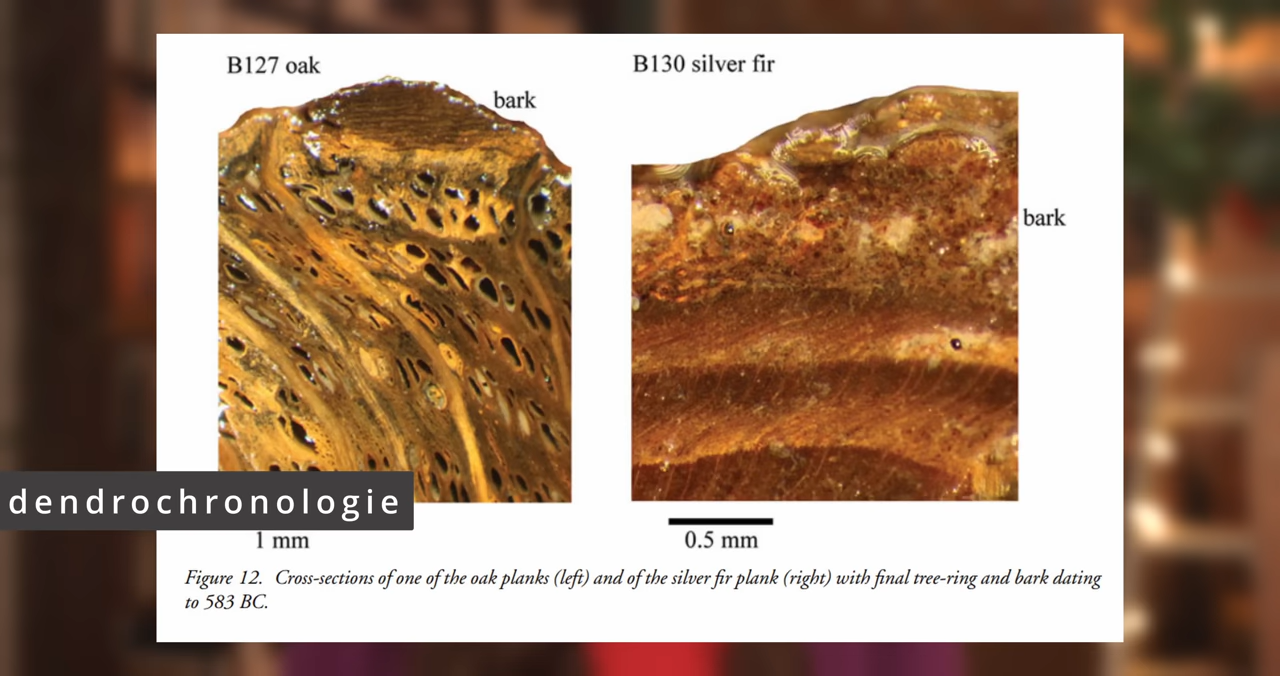 B127 oak
bark
B130 silver fir
bark
dendrochronologie
1 mm
0.5 mm
Figure 12. Cross-sections of one of the oak planks (left) and of the silver fir plank (right) with final tree-ring and bark dating
to 583 BC.